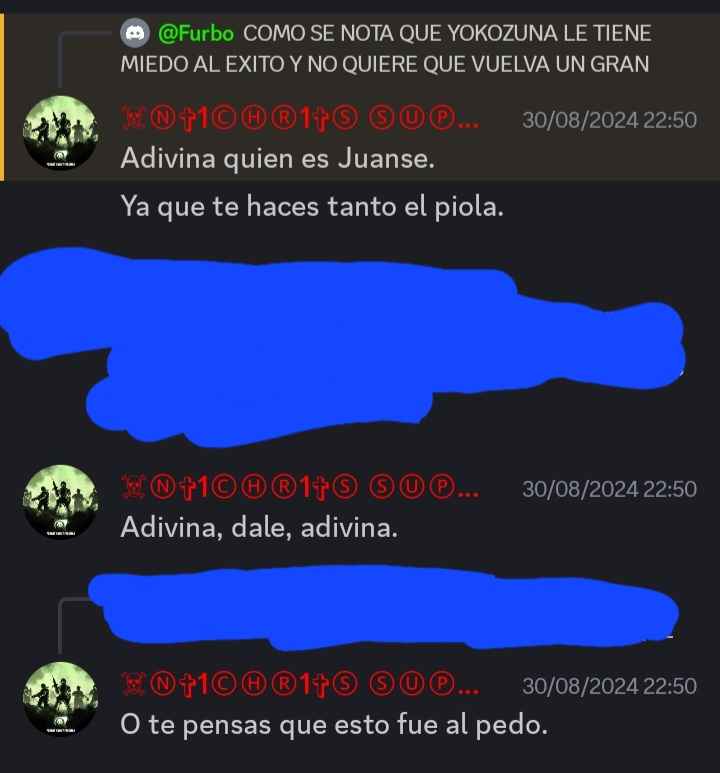 @Furbo COMO SE NOTA QUE YOKOZUNA LE TIENE
MIEDO AL EXITO Y NO QUIERE QUE VUELVA UN GRAN
☠️Ⓝ✞1ⒸⒽⓇ1✞Ⓢ ⓈⓊⓅ... 30/08/2024 22:50
Adivina quien es Juanse.
Ya que te haces tanto el piola.
☠️Ⓝ✞1ⒸⒽⓇ1✞Ⓢ ⓈⓊⓅ... 30/08/2024 22:50
Adivina, dale, adivina.
☠️Ⓝ✞1ⒸⒽⓇ1✞Ⓢ ⓈⓊⓅ... 30/08/2024 22:50
O te pensas que esto fue al pedo.